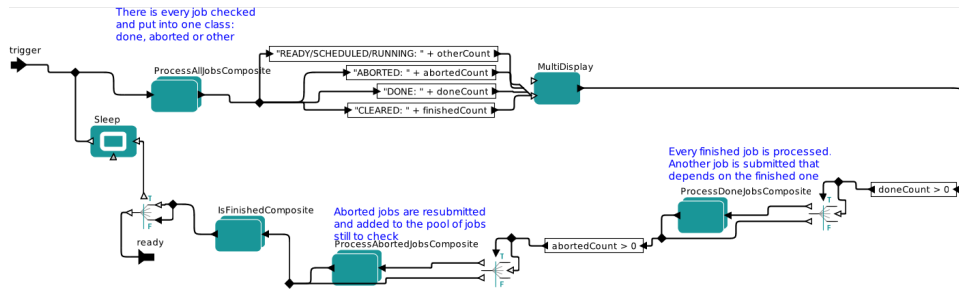 There is every job checked
and put into one class:
done, aborted or other
trigger
ProcessAllJobsComposite
"READY/SCHEDULED/RUNNING: " + otherCount
"ABORTED: " + abortedCount
"DONE: " + doneCount
"CLEARED: " + finishedCount
MultiDisplay
Sleep
Every finished job is processed.
Another job is submitted that
depends on the finished one
ProcessDoneJobsComposite
T
F
doneCount > 0
T
F
ready
IsFinishedComposite
Aborted jobs are resubmitted
and added to the pool of jobs
still to check
ProcessAbortedJobsComposite
T
F
abortedCount > 0